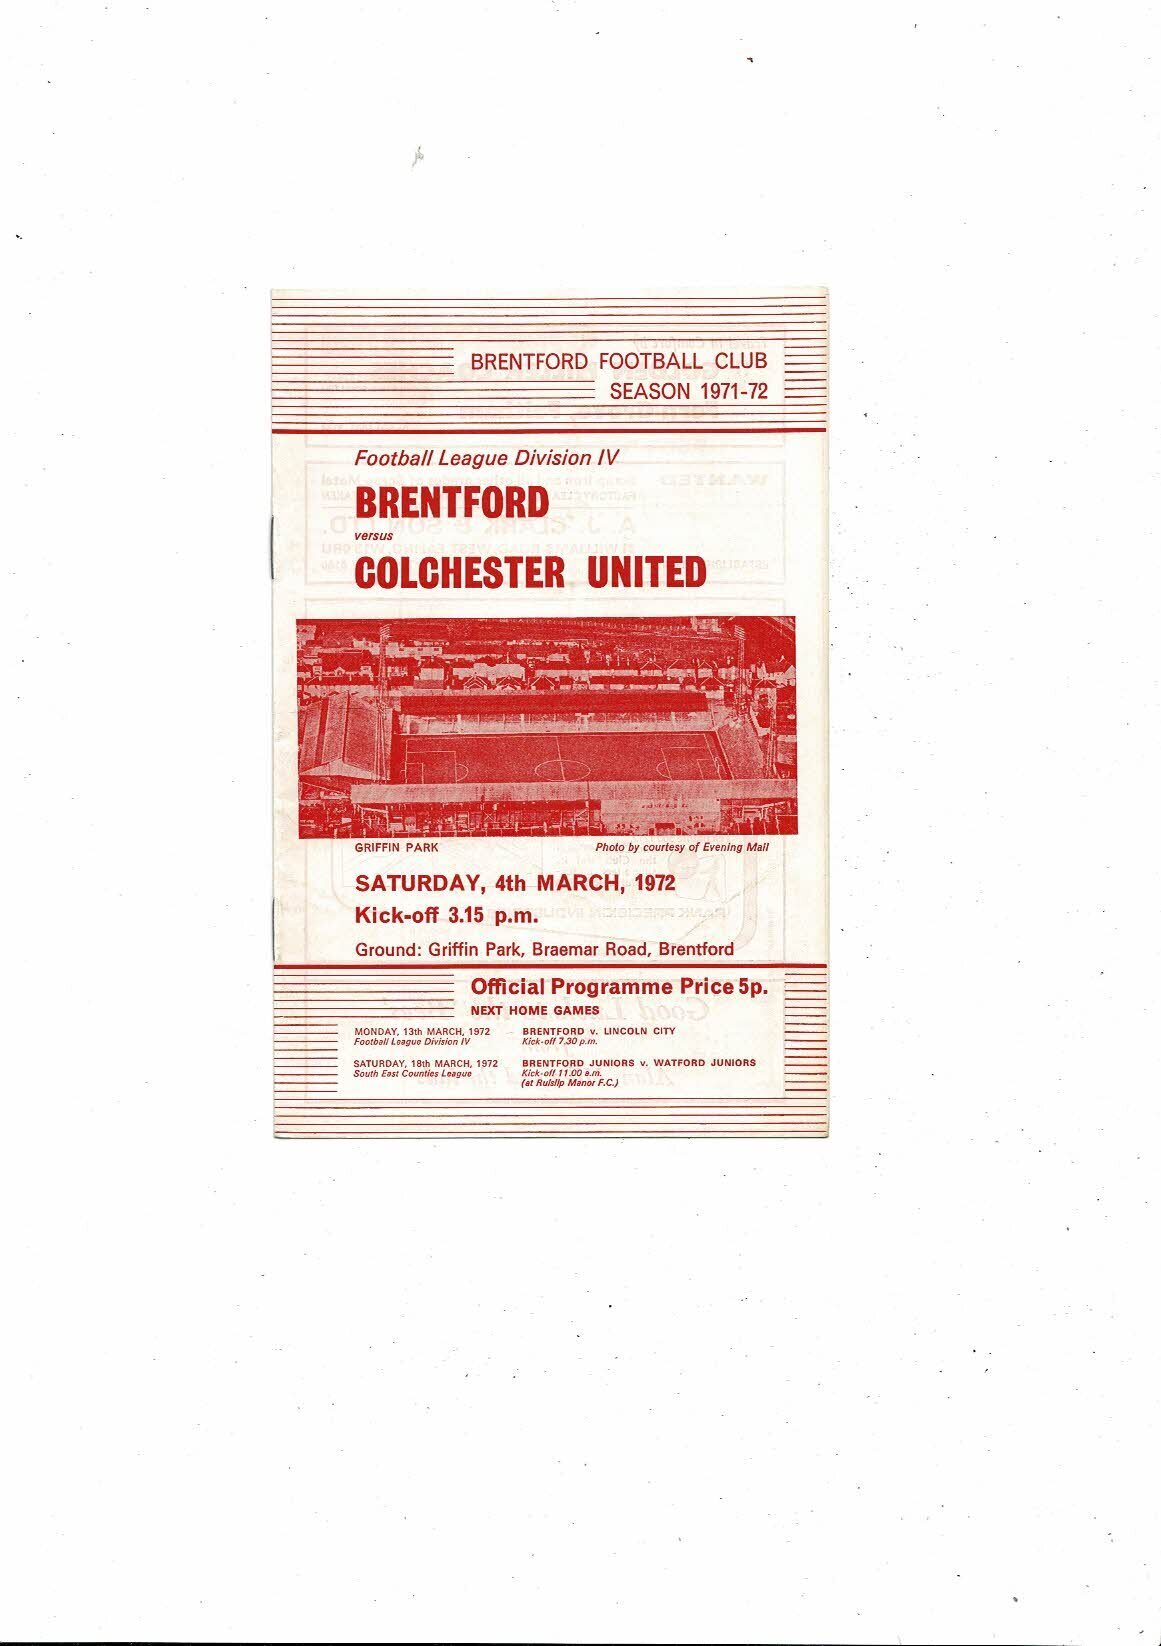 BRENTFORD FOOTBALL CLUB
SEASON 1971-72
Football League Division IV
BRENTFORD
versus
COLCHESTER UNITED
GRIFFIN PARK
Photo by courtesy of Evening Mail
SATURDAY, 4th MARCH, 1972
Kick-off 3.15 p.m.
Ground: Griffin Park, Braemar Road, Brentford
Official Programme Price 5p.
NEXT HOME GAMES
MONDAY, 13th MARCH, 1972 BRENTFORD v. LINCOLN CITY
Football League Division IV Kick-off 7.30 p.m.
SATURDAY, 18th MARCH, 1972 BRENTFORD JUNIORS v. WATFORD JUNIORS
South East Counties League Kick-off 11.00 a.m.
(at Ruislip Manor F.C.)